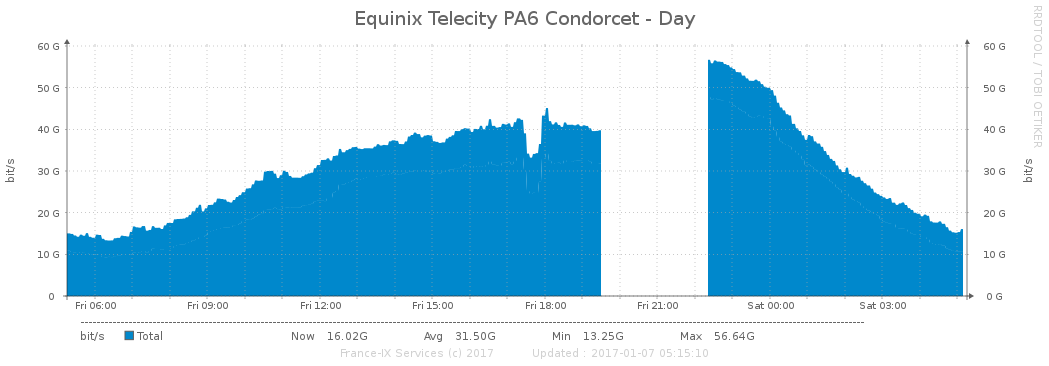 Equinix Telecity PA6 Condorcet - Day
RRDTOOL / TOBI OETIKER
60 G 60 G
50 G 50 G
40 G 40 G
30 G 30 G
20 G 20 G
10 G 10 G
0 0 G
bit/s
bit/s
Fri 06:00 Fri 09:00 Fri 12:00 Fri 15:00 Fri 18:00 Fri 21:00 Sat 00:00 Sat 03:00
bit/s Total Now 16.02G Avg 31.50G Min 13.25G Max 56.64G
France-IX Services (c) 2017 Updated : 2017-01-07 05:15:10